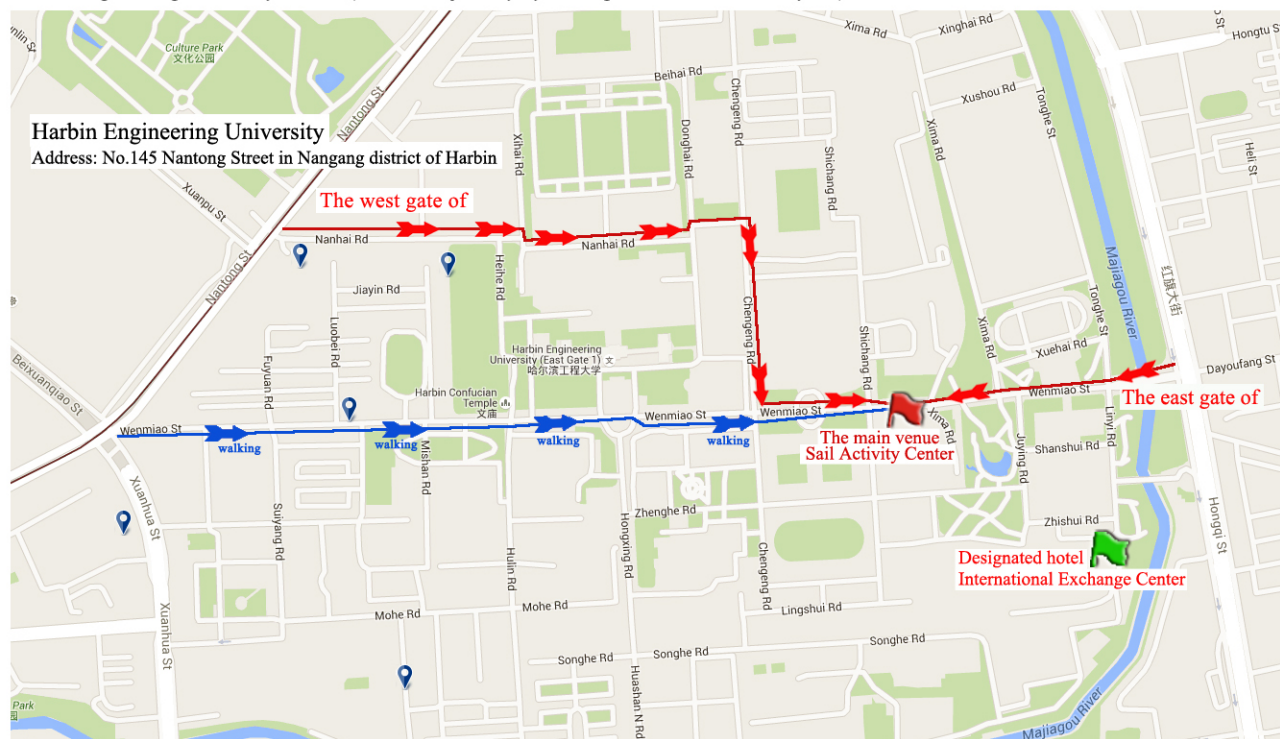 Culture Park
文化公园
Harbin Engineering University
Address: No.145 Nantong Street in Nangang district of Harbin
Nantong St
Xuanpu St
Nantong St
Beixuanqiao St
The west gate of
Nanhai Rd
Nanhai Rd
Beihai Rd
Xihai Rd
Donghai Rd
Chengeng Rd
Shichang Rd
Xima Rd
Xinghai Rd
Xushou Rd
Xima Rd
Tonghe St
Hongtu St
Heli St
红旗大街
Majiagou River
Tonghe St
Heihe Rd
Jiayin Rd
Luobei Rd
Fuyuan Rd
Chengeng Rd
Shichang Rd
Xima Rd
Xuehai Rd
Dayoufang St
Harbin Engineering
University (East Gate 1) 文
哈尔滨工程大学
Harbin Confucian
Temple
文庙
Wenmiao St
Wenmiao St
Wenmiao St
Wenmiao St
walking
walking
walking
walking
The east gate of
The main venue
Sail Activity Center
Xima Rd
Juying Rd
Linyi Rd
Shanshui Rd
Zhishui Rd
Mishan Rd
Suiyang Rd
Xuanhua St
Xuanhua St
Zhenghe Rd
Hongxing Rd
Hulin Rd
Chengeng Rd
Designated hotel
International Exchange Center
Hongqi St
Mohe Rd
Mohe Rd
Lingshui Rd
Songhe Rd
Songhe Rd
Songhe Rd
Huashan N Rd
Majiagou River
Park